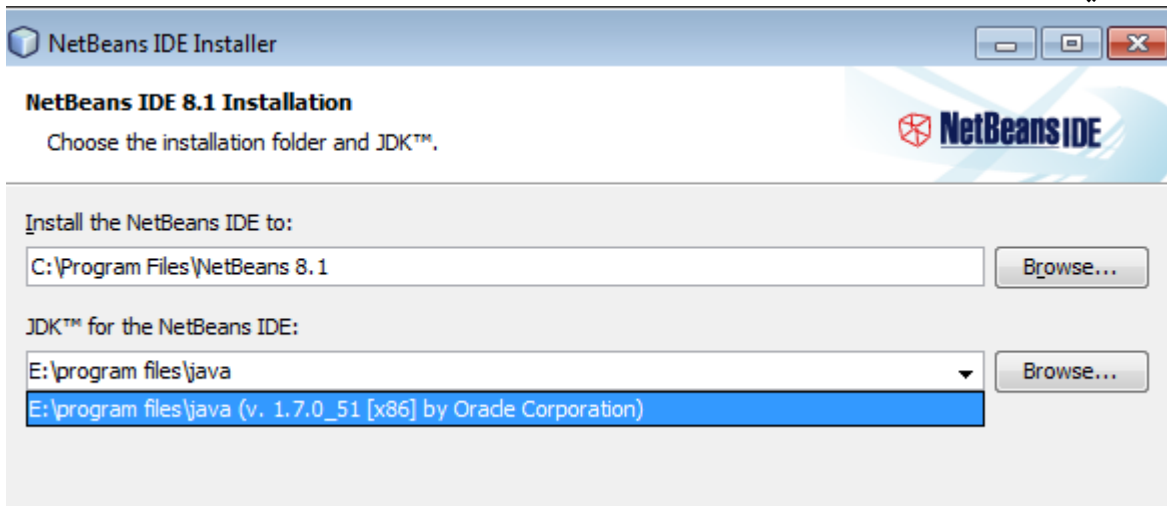 NetBeans IDE Installer
NetBeans IDE 8.1 Installation
Choose the installation folder and JDK™.
NetBeans IDE
Install the NetBeans IDE to:
C:\Program Files\NetBeans 8.1
Browse...
JDK™ for the NetBeans IDE:
E:\program files\java
Browse...
E:\program files\java (v. 1.7.0_51 [x86] by Oracle Corporation)